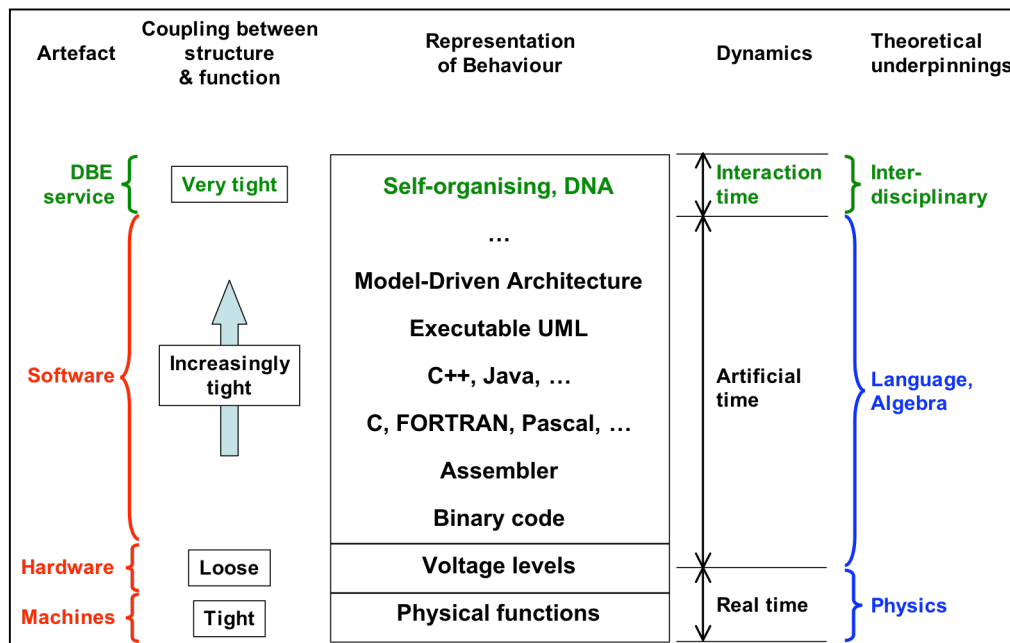 Artefact
Coupling between
structure
& function
Representation
of Behaviour
Dynamics
Theoretical
underpinnings
DBE
service
Very tight
Self-organising, DNA
Interaction
time
Inter-
disciplinary
…
Model-Driven Architecture
Executable UML
Software
Increasingly
tight
C++, Java, …
Artificial
time
Language,
Algebra
C, FORTRAN, Pascal, …
Assembler
Binary code
Hardware
Loose
Voltage levels
Machines
Tight
Physical functions
Real time
Physics